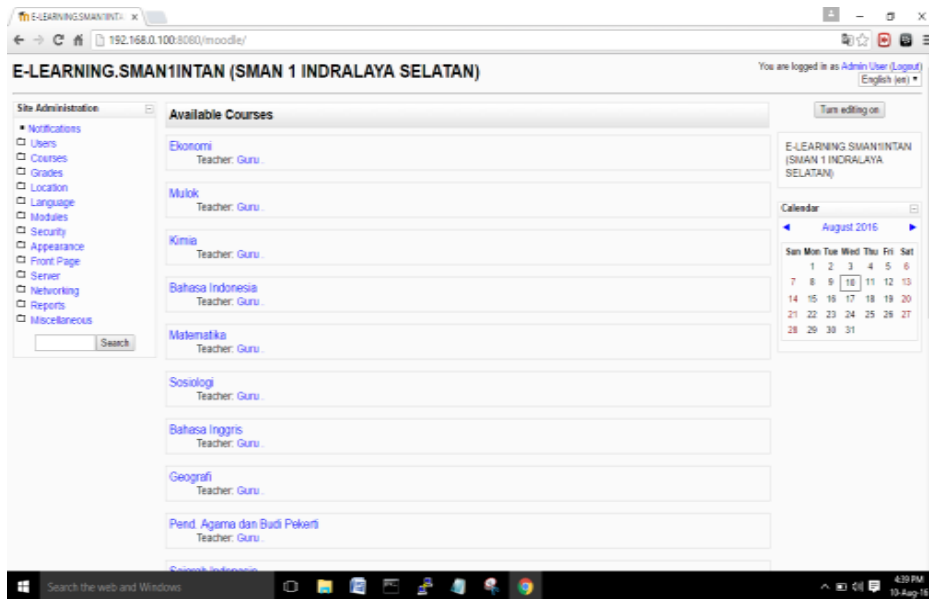 E-LEARNING.SMAN1INTA
192.168.0.100:8080/moodle/
E-LEARNING.SMAN1INTAN (SMAN 1 INDRALAYA SELATAN)
You are logged in as Admin User (Logout)
English (en)
Site Administration
Notifications
Users
Courses
Grades
Location
Language
Modules
Security
Appearance
Front Page
Server
Networking
Reports
Miscellaneous
Search
Available Courses
Ekonomi
Teacher: Guru .
Mulok
Teacher: Guru .
Kimia
Teacher: Guru .
Bahasa Indonesia
Teacher: Guru .
Matematika
Teacher: Guru .
Sosiologi
Teacher: Guru .
Bahasa Inggris
Teacher: Guru .
Geografi
Teacher: Guru .
Pend. Agama dan Budi Pekerti
Teacher: Guru .
Sejarah Indonesia
Turn editing on
E-LEARNING.SMAN1INTAN
(SMAN 1 INDRALAYA
SELATAN)
Calendar
August 2016
Sun Mon Tue Wed Thu Fri Sat
1 2 3 4 5 6
7 8 9 10 11 12 13
14 15 16 17 18 19 20
21 22 23 24 25 26 27
28 29 30 31
Search the web and Windows
4:39 PM
10-Aug-16